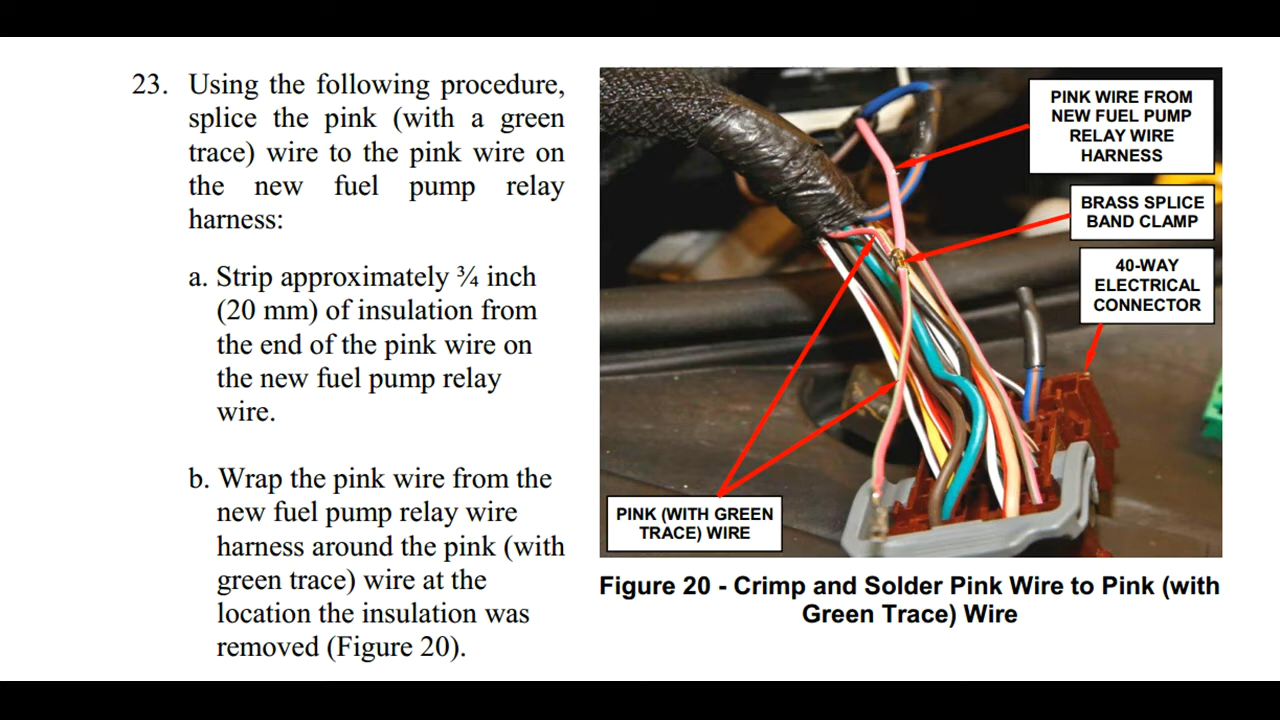 23. Using the following procedure,
splice the pink (with a green
trace) wire to the pink wire on
the new fuel pump relay
harness:
a. Strip approximately ¾ inch
(20 mm) of insulation from
the end of the pink wire on
the new fuel pump relay
wire.
b. Wrap the pink wire from the
new fuel pump relay wire
harness around the pink (with
green trace) wire at the
location the insulation was
removed (Figure 20).
PINK WIRE FROM
NEW FUEL PUMP
RELAY WIRE
HARNESS
BRASS SPLICE
BAND CLAMP
40-WAY
ELECTRICAL
CONNECTOR
PINK (WITH GREEN
TRACE) WIRE
Figure 20 - Crimp and Solder Pink Wire to Pink (with
Green Trace) Wire